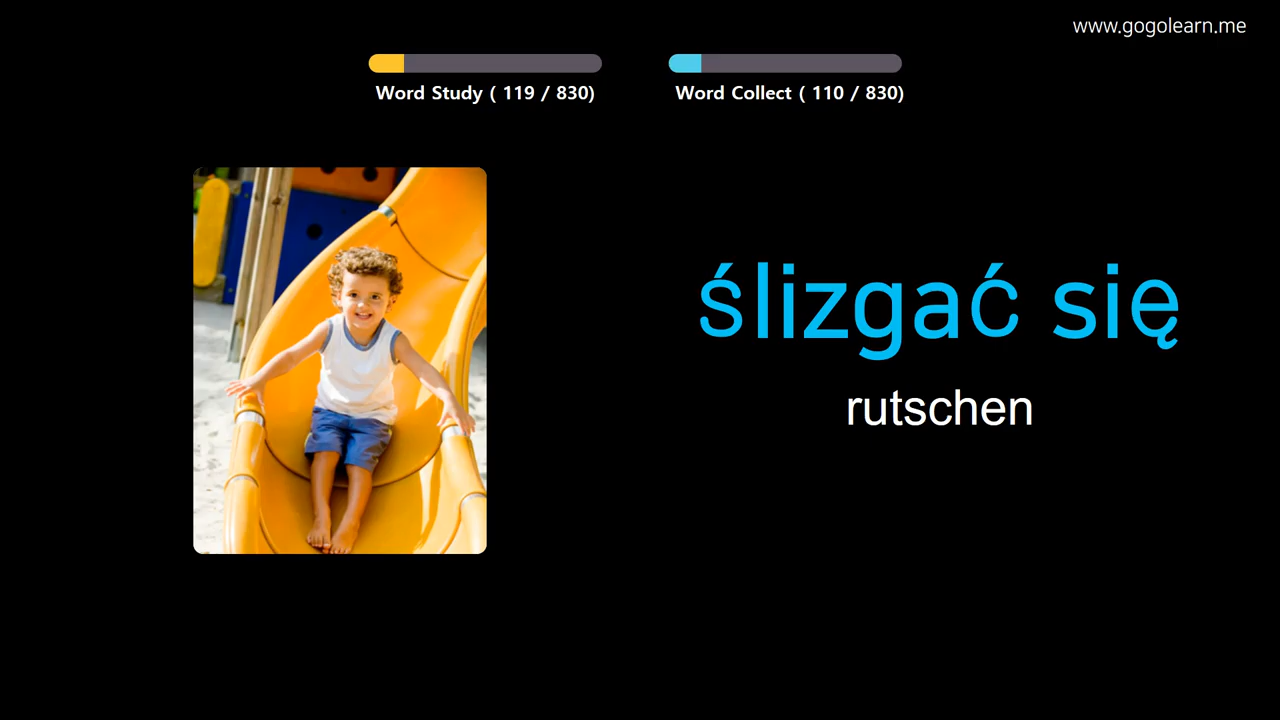 www.gogolearn.me
Word Study ( 119 / 830)
Word Collect ( 110 / 830)
ślizgać się
rutschen